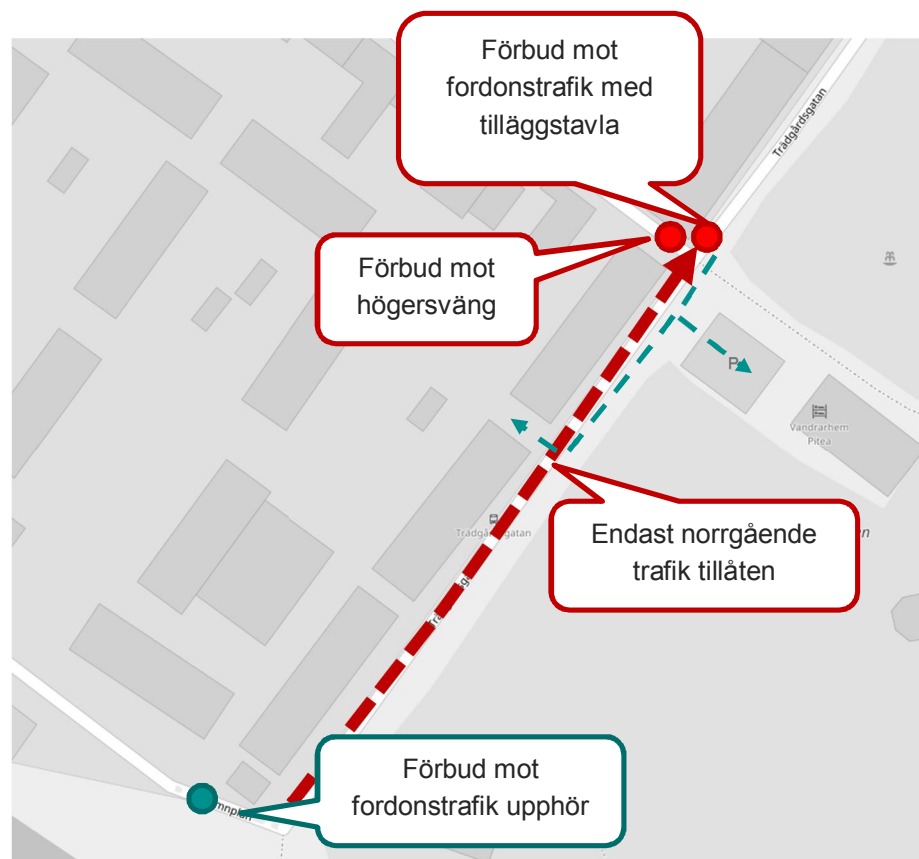 Förbud mot
fordonstrafik med
tilläggstavla
Trädgårdsgatan
Förbud mot
högersväng
P
Vandrarhem
Pitea
Endast norrgående
trafik tillåten
Trädgårdsgatan
Förbud mot
fordonstrafik upphör